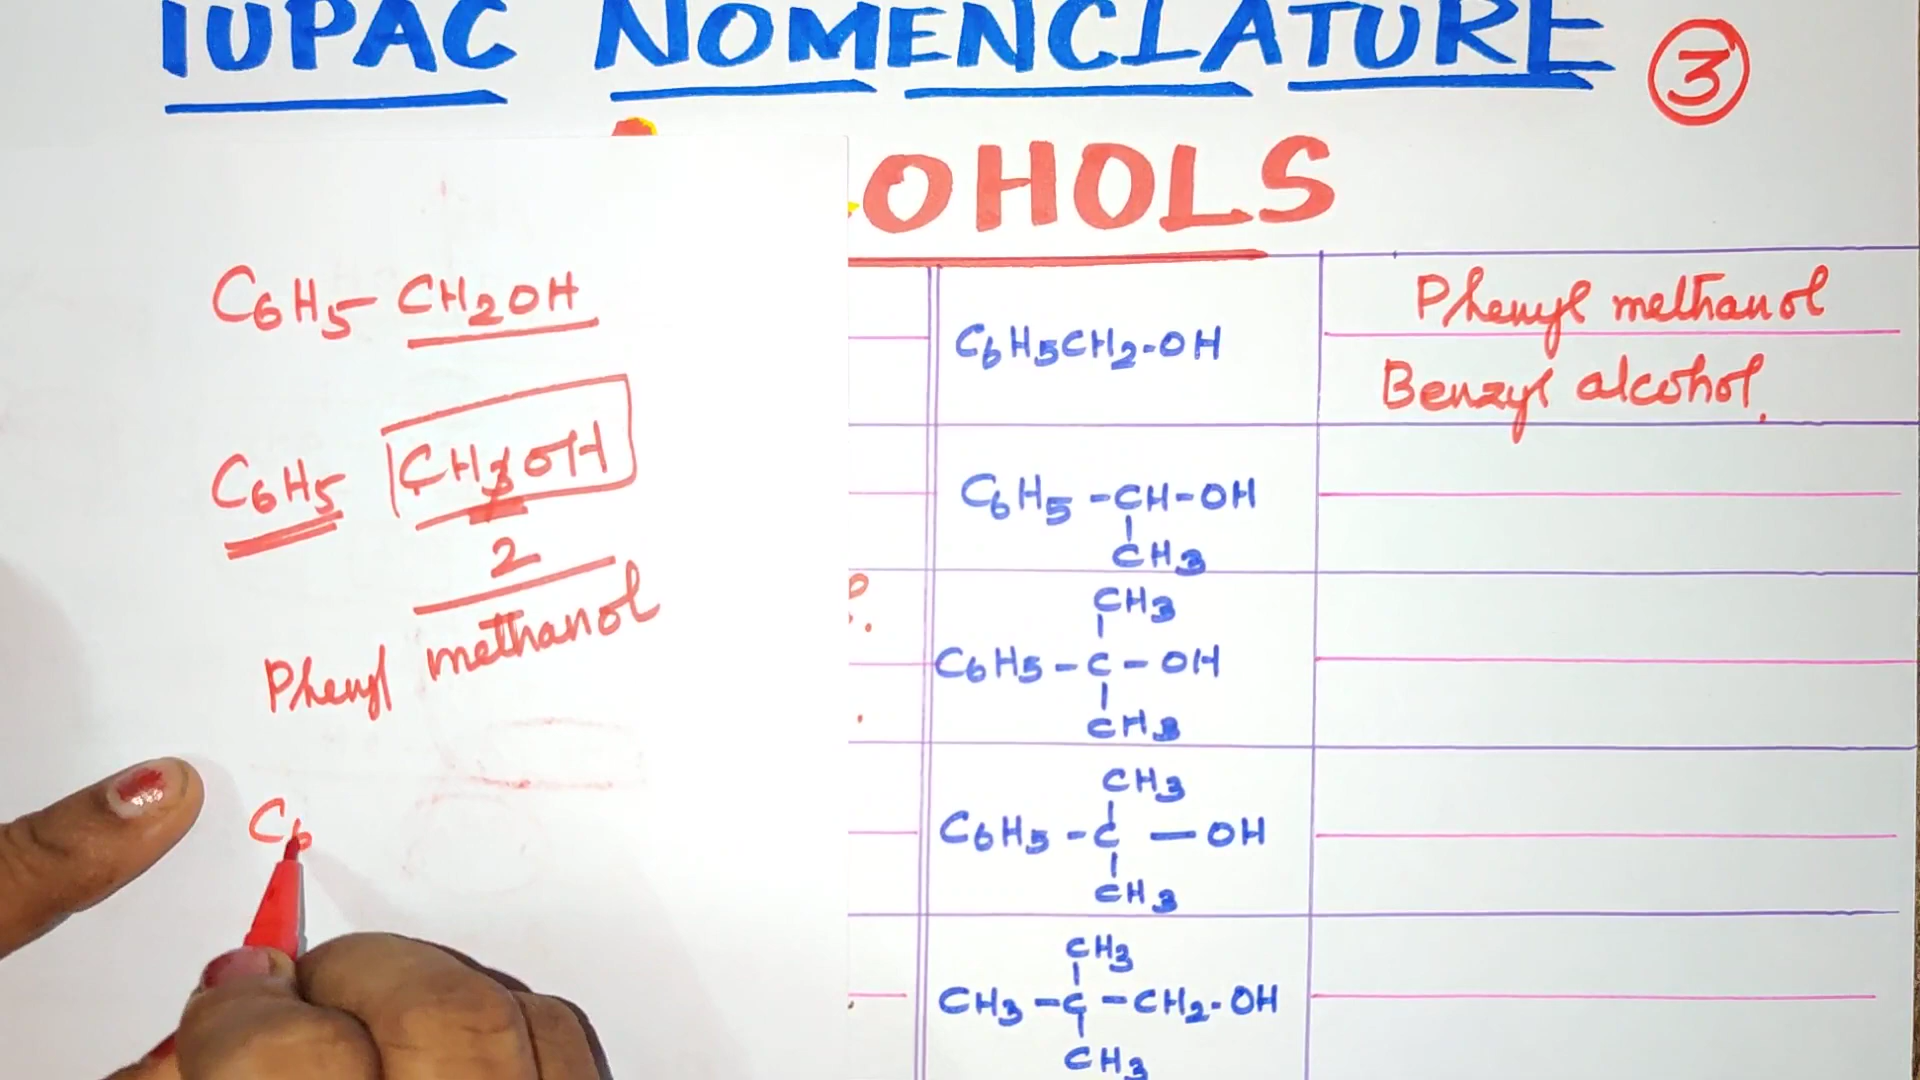 IUPAC NOMENCLATURE 3
OHOLS
C6H5-CH2OH
C6H5 CH3OH
2
Phenyl methanol
C6
C6H5CH2-OH
Phenyl methanol
Benzyl alcohol.
C6H5-CH-OH
CH3
CH3
C6H5-C-OH
CH3
CH3
C6H5-C-OH
CH3
CH3
CH3-C-CH2-OH
CH3